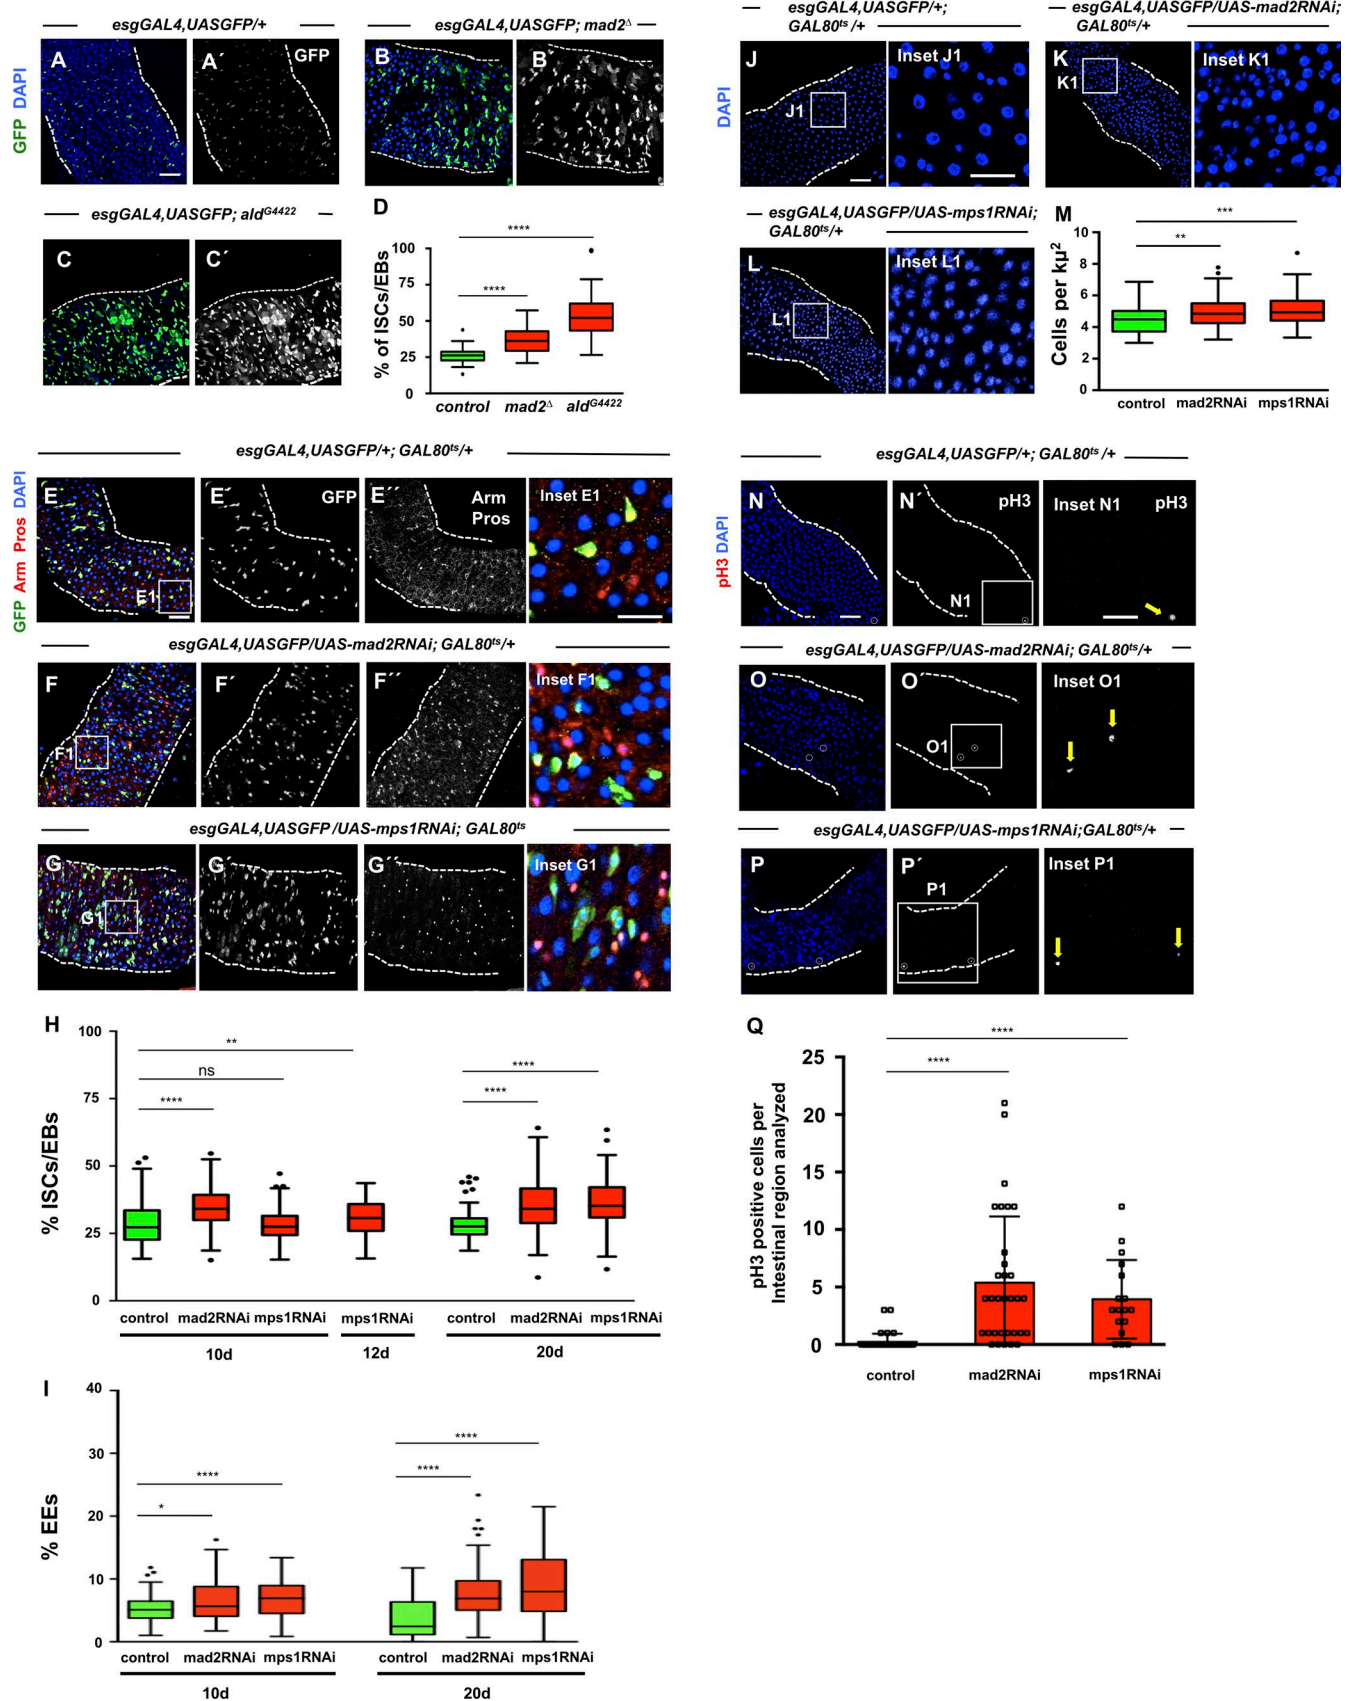 esgGAL4,UASGFP/+
esgGAL4,UASGFP; mad2Δ
GFP DAPI
A
A´
GFP
B
B´
esgGAL4,UASGFP; aldG4422
C
C´
D
% of ISCs/EBs
100
75
50
25
0
****
****
control
mad2Δ
aldG4422
esgGAL4,UASGFP/+; GAL80ts/+
GFP Arm Pros DAPI
E
E1
E´
GFP
E´´
Arm
Pros
Inset E1
esgGAL4,UASGFP/UAS-mad2RNAi; GAL80ts/+
F
F1
F´
F´´
Inset F1
esgGAL4,UASGFP/UAS-mps1RNAi; GAL80ts
G
G1
G´
G´´
Inset G1
H
% ISCs/EBs
100
75
50
25
0
**
ns
****
****
****
control mad2RNAi mps1RNAi mps1RNAi control mad2RNAi mps1RNAi
10d 12d 20d
I
% EEs
40
30
20
10
0
****
*
****
****
control mad2RNAi mps1RNAi control mad2RNAi mps1RNAi
10d 20d
esgGAL4,UASGFP/+;
GAL80ts/+
esgGAL4,UASGFP/UAS-mad2RNAi;
GAL80ts/+
DAPI
J
J1
Inset J1
K
K1
Inset K1
esgGAL4,UASGFP/UAS-mps1RNAi;
GAL80ts/+
L
L1
Inset L1
M
Cells per kµ2
10
8
6
4
2
0
***
**
control mad2RNAi mps1RNAi
esgGAL4,UASGFP/+; GAL80ts/+
pH3 DAPI
N
N´
pH3
N1
Inset N1 pH3
esgGAL4,UASGFP/UAS-mad2RNAi; GAL80ts/+
O
O´
O1
Inset O1
esgGAL4,UASGFP/UAS-mps1RNAi;GAL80ts/+
P
P´
P1
Inset P1
Q
pH3 positive cells per
Intestinal region analyzed
25
20
15
10
5
0
****
****
control mad2RNAi mps1RNAi